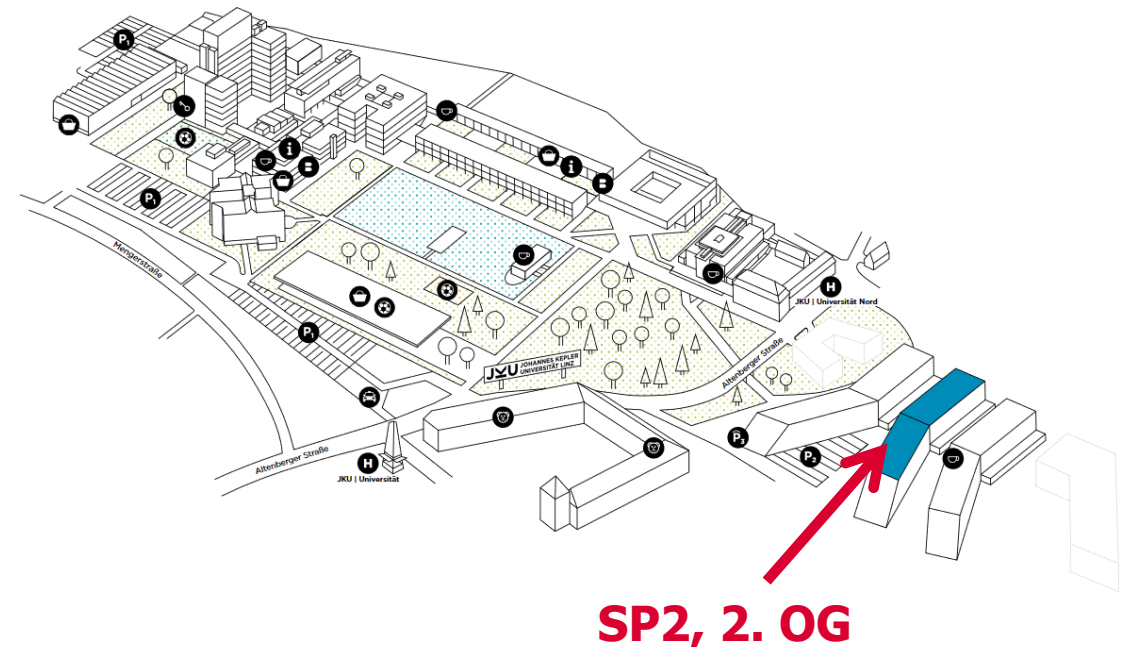 P1
i
B
i
B
P1
Mengerstraße
H
JKU | Universität Nord
P1
JKU JOHANNES KEPLER
UNIVERSITÄT LINZ
Altenberger Straße
P3
P2
Altenberger Straße
H
JKU | Universität
SP2, 2. OG